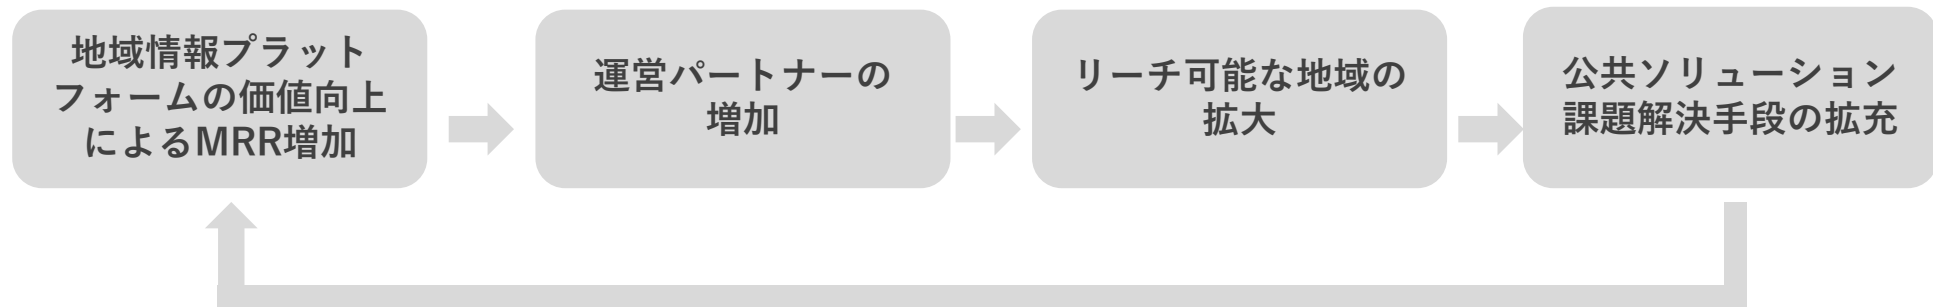 地域情報プラット
フォームの価値向上
によるMRR増加
運営パートナーの
増加
リーチ可能な地域の
拡大
公共ソリューション
課題解決手段の拡充